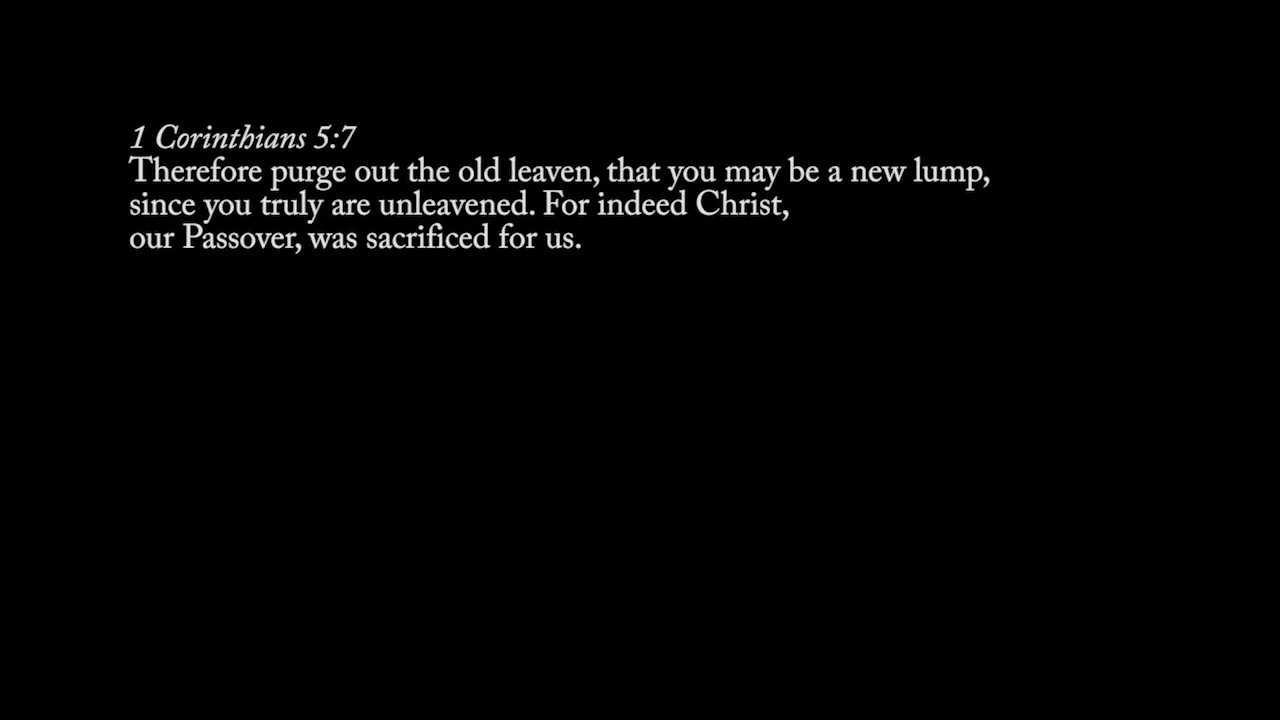 1 Corinthians 5:7
Therefore purge out the old leaven, that you may be a new lump,
since you truly are unleavened. For indeed Christ,
our Passover, was sacrificed for us.